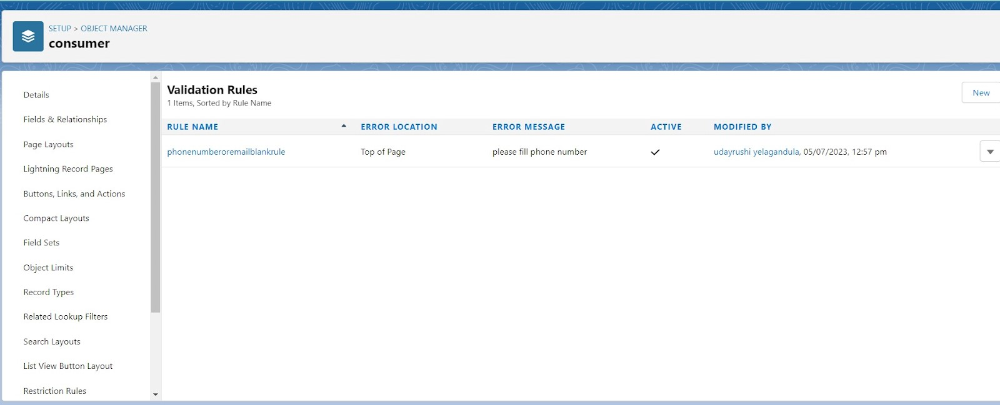 SETUP > OBJECT MANAGER
consumer
Details
Fields & Relationships
Page Layouts
Lightning Record Pages
Buttons, Links, and Actions
Compact Layouts
Field Sets
Object Limits
Record Types
Related Lookup Filters
Search Layouts
List View Button Layout
Restriction Rules
Validation Rules
1 Items, Sorted by Rule Name
New
RULE NAME ERROR LOCATION ERROR MESSAGE ACTIVE MODIFIED BY
phonenumberoremailblankrule Top of Page please fill phone number udayrushi yelagandula, 05/07/2023, 12:57 pm